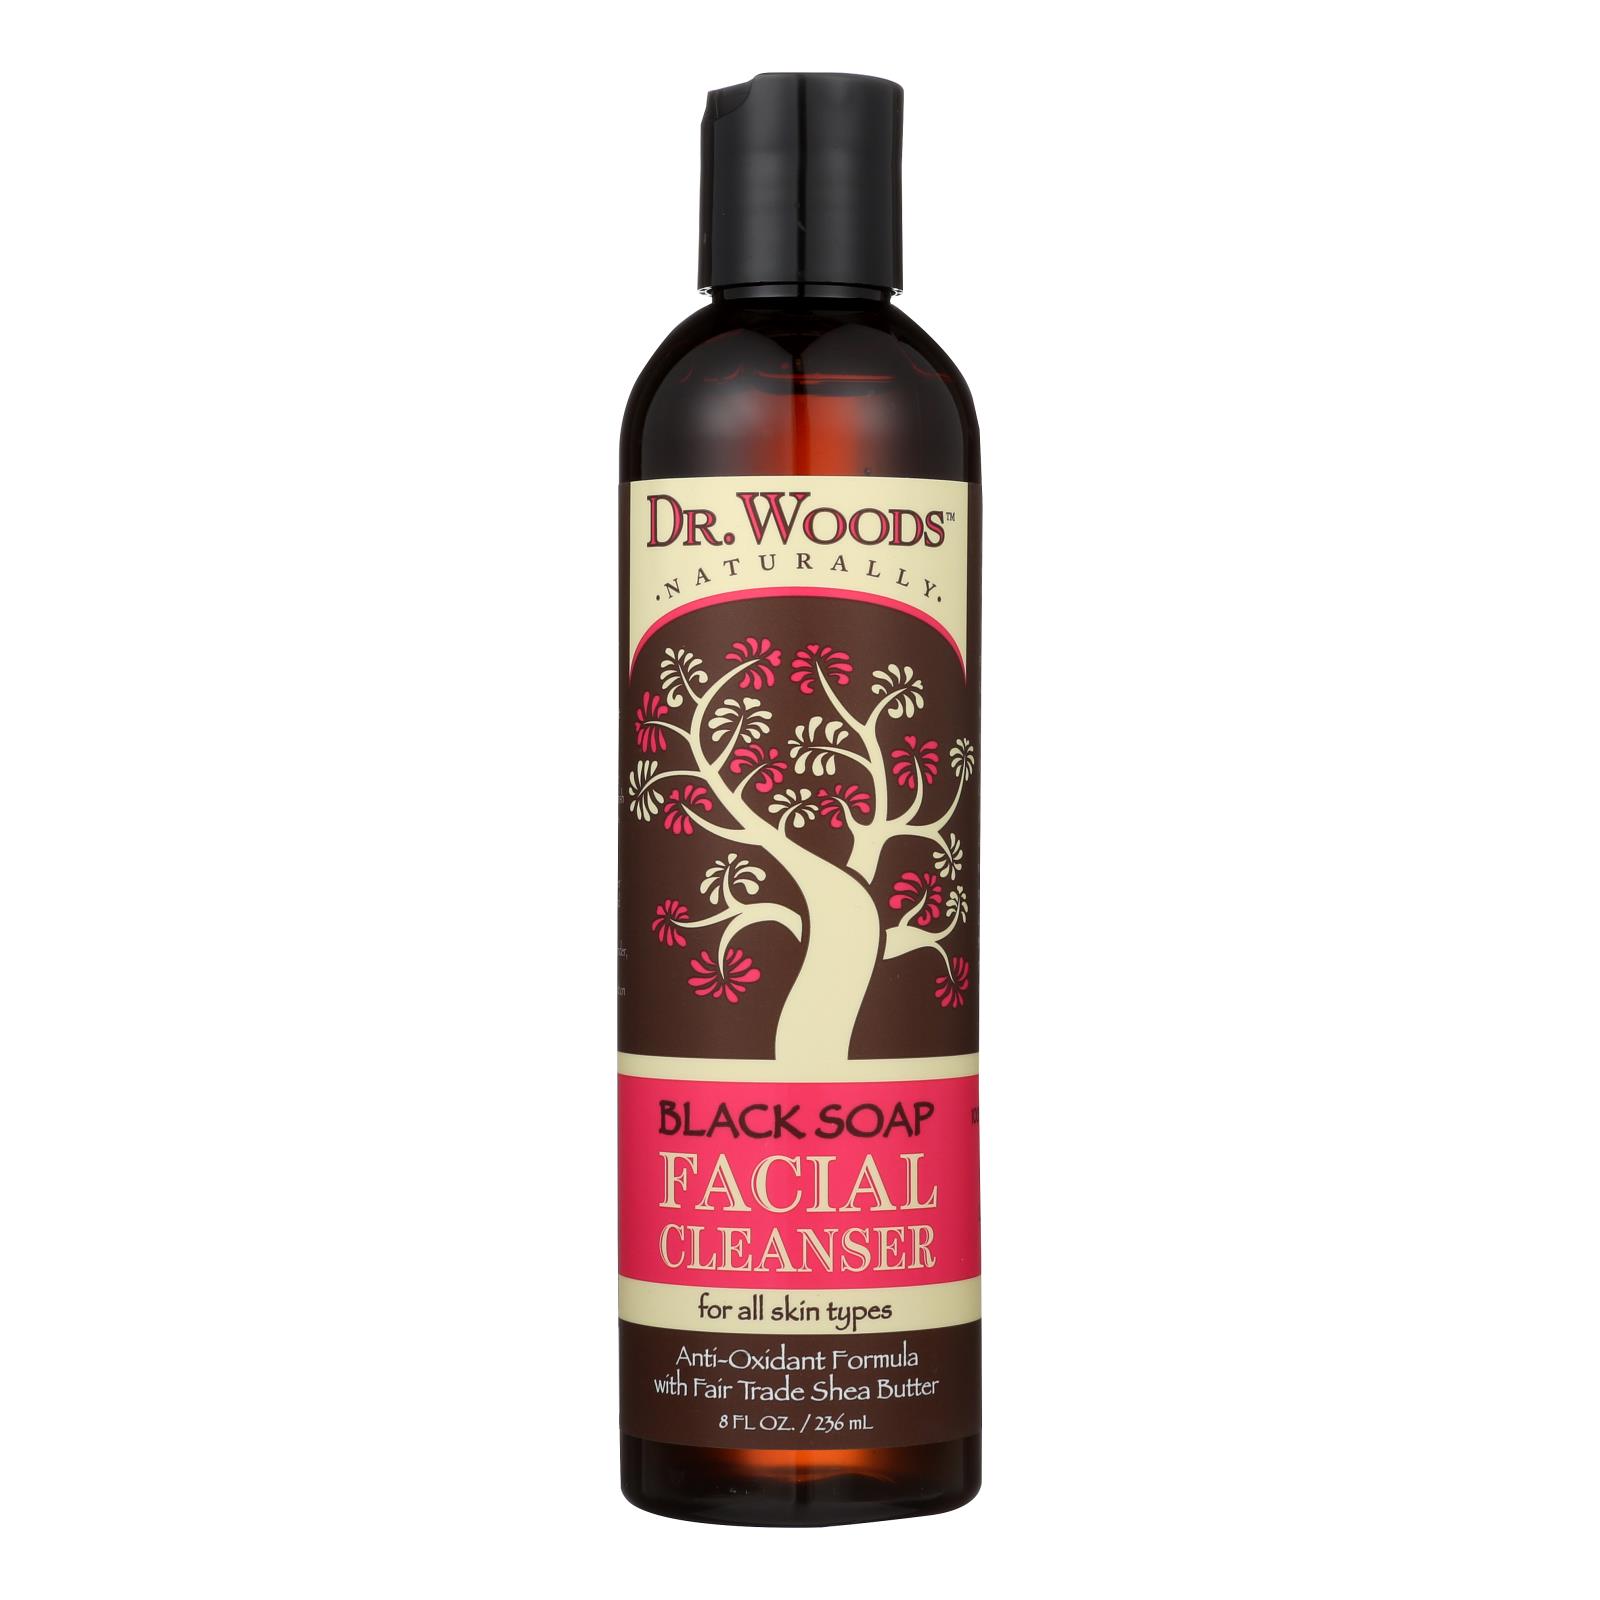 DR. WOODS™
·NATURALLY·
BLACK SOAP
FACIAL
CLEANSER
for all skin types
Anti-Oxidant Formula
with Fair Trade Shea Butter
8 FL OZ. / 236 mL